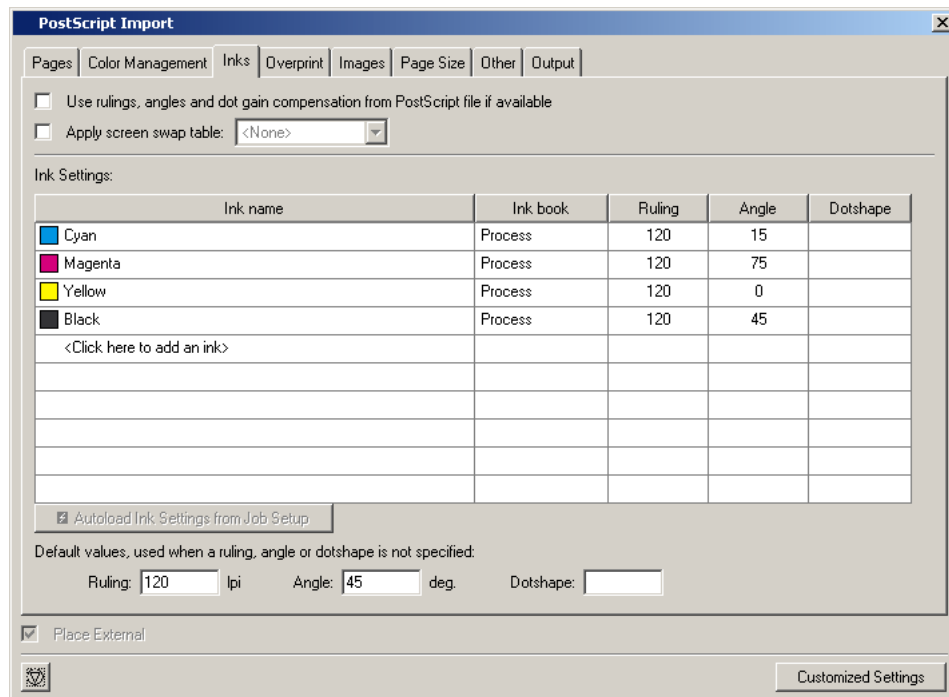 PostScript Import
Pages Color Management Inks Overprint Images Page Size Other Output
Use rulings, angles and dot gain compensation from PostScript file if available
Apply screen swap table: <None>
Ink Settings:
Ink name Ink book Ruling Angle Dotshape
Cyan Process 120 15
Magenta Process 120 75
Yellow Process 120 0
Black Process 120 45
<Click here to add an ink>
Autoload Ink Settings from Job Setup
Default values, used when a ruling, angle or dotshape is not specified:
Ruling: 120 lpi Angle: 45 deg. Dotshape:
Place External
Customized Settings